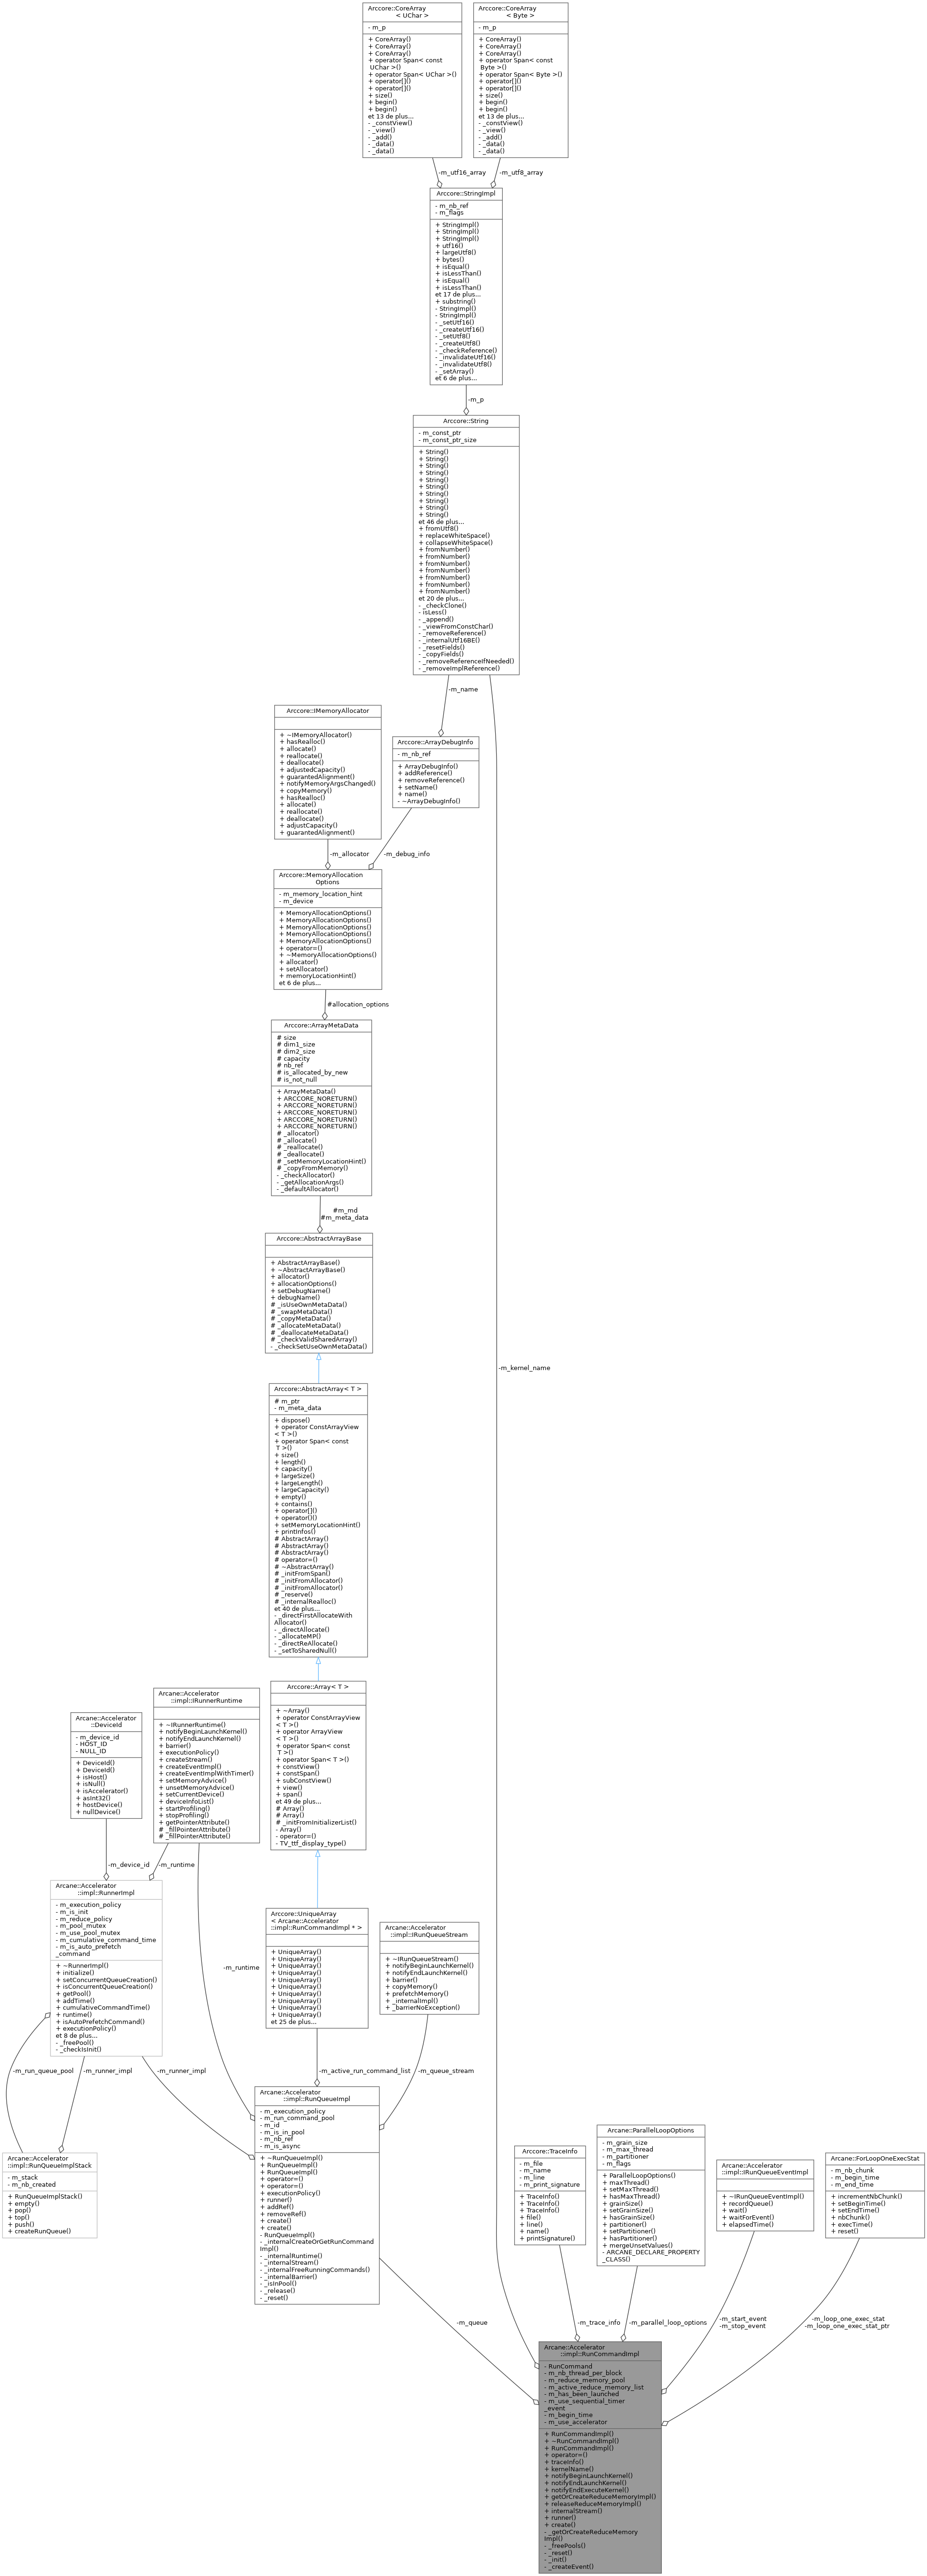 Arccore::CoreArray
< UChar >
- m_p
+ CoreArray()
+ CoreArray()
+ CoreArray()
+ operator Span< const
UChar >()
+ operator Span< UChar >()
+ operator[]()
+ operator[]()
+ size()
+ begin()
+ begin()
et 13 de plus...
- _constView()
- _view()
- _add()
- _data()
- _data()
Arccore::CoreArray
< Byte >
- m_p
+ CoreArray()
+ CoreArray()
+ CoreArray()
+ operator Span< const
Byte >()
+ operator Span< Byte >()
+ operator[]()
+ operator[]()
+ size()
+ begin()
+ begin()
et 13 de plus...
- _constView()
- _view()
- _add()
- _data()
- _data()
-m_utf16_array
-m_utf8_array
Arccore::StringImpl
- m_nb_ref
- m_flags
+ StringImpl()
+ StringImpl()
+ StringImpl()
+ utf16()
+ largeUtf8()
+ bytes()
+ isEqual()
+ isLessThan()
+ isEqual()
+ isLessThan()
et 17 de plus...
+ substring()
- StringImpl()
- StringImpl()
- _setUtf16()
- _createUtf16()
- _setUtf8()
- _createUtf8()
- _checkReference()
- _invalidateUtf16()
- _invalidateUtf8()
- _setArray()
et 6 de plus...
-m_p
Arccore::String
- m_const_ptr
- m_const_ptr_size
+ String()
+ String()
+ String()
+ String()
+ String()
+ String()
+ String()
+ String()
+ String()
+ String()
et 46 de plus...
+ fromUtf8()
+ replaceWhiteSpace()
+ collapseWhiteSpace()
+ fromNumber()
+ fromNumber()
+ fromNumber()
+ fromNumber()
+ fromNumber()
+ fromNumber()
+ fromNumber()
et 20 de plus...
- _checkClone()
- isLess()
- _append()
- _viewFromConstChar()
- _removeReference()
- _internalUtf16BE()
- _resetFields()
- _copyFields()
- _removeReferenceIfNeeded()
- _removeImplReference()
-m_name
Arccore::IMemoryAllocator
+ ~IMemoryAllocator()
+ hasRealloc()
+ allocate()
+ reallocate()
+ deallocate()
+ adjustedCapacity()
+ guarantedAlignment()
+ notifyMemoryArgsChanged()
+ copyMemory()
+ hasRealloc()
+ allocate()
+ reallocate()
+ deallocate()
+ adjustCapacity()
+ guarantedAlignment()
Arccore::ArrayDebugInfo
- m_nb_ref
+ ArrayDebugInfo()
+ addReference()
+ removeReference()
+ setName()
+ name()
- ~ArrayDebugInfo()
-m_allocator
-m_debug_info
Arccore::MemoryAllocation
Options
- m_memory_location_hint
- m_device
+ MemoryAllocationOptions()
+ MemoryAllocationOptions()
+ MemoryAllocationOptions()
+ MemoryAllocationOptions()
+ MemoryAllocationOptions()
+ operator=()
+ ~MemoryAllocationOptions()
+ allocator()
+ setAllocator()
+ memoryLocationHint()
et 6 de plus...
#allocation_options
Arccore::ArrayMetaData
# size
# dim1_size
# dim2_size
# capacity
# nb_ref
# is_allocated_by_new
# is_not_null
+ ArrayMetaData()
+ ARCCORE_NORETURN()
+ ARCCORE_NORETURN()
+ ARCCORE_NORETURN()
+ ARCCORE_NORETURN()
+ ARCCORE_NORETURN()
# _allocator()
# _allocate()
# _reallocate()
# _deallocate()
# _setMemoryLocationHint()
# _copyFromMemory()
- _checkAllocator()
- _getAllocationArgs()
- _defaultAllocator()
#m_md
#m_meta_data
Arccore::AbstractArrayBase
+ AbstractArrayBase()
+ ~AbstractArrayBase()
+ allocator()
+ allocationOptions()
+ setDebugName()
+ debugName()
# _isUseOwnMetaData()
# _swapMetaData()
# _copyMetaData()
# _allocateMetaData()
# _deallocateMetaData()
# _checkValidSharedArray()
- _checkSetUseOwnMetaData()
-m_kernel_name
Arccore::AbstractArray< T >
# m_ptr
- m_meta_data
+ dispose()
+ operator ConstArrayView
< T >()
+ operator Span< const
T >()
+ size()
+ length()
+ capacity()
+ largeSize()
+ largeLength()
+ largeCapacity()
+ empty()
+ contains()
+ operator[]()
+ operator()()
+ setMemoryLocationHint()
+ printInfos()
# AbstractArray()
# AbstractArray()
# AbstractArray()
# operator=()
# ~AbstractArray()
# _initFromSpan()
# _initFromAllocator()
# _initFromAllocator()
# _reserve()
# _internalRealloc()
et 40 de plus...
- _directFirstAllocateWith
Allocator()
- _directAllocate()
- _allocateMP()
- _directReAllocate()
- _setToSharedNull()
Arccore::Array< T >
+ ~Array()
+ operator ConstArrayView
< T >()
+ operator ArrayView
< T >()
+ operator Span< const
T >()
+ operator Span< T >()
+ constView()
+ constSpan()
+ subConstView()
+ view()
+ span()
et 49 de plus...
# Array()
# Array()
# _initFromInitializerList()
- Array()
- operator=()
- TV_ttf_display_type()
Arcane::Accelerator
::impl::IRunnerRuntime
+ ~IRunnerRuntime()
+ notifyBeginLaunchKernel()
+ notifyEndLaunchKernel()
+ barrier()
+ executionPolicy()
+ createStream()
+ createEventImpl()
+ createEventImplWithTimer()
+ setMemoryAdvice()
+ unsetMemoryAdvice()
+ setCurrentDevice()
+ deviceInfoList()
+ startProfiling()
+ stopProfiling()
+ getPointerAttribute()
# _fillPointerAttribute()
# _fillPointerAttribute()
Arcane::Accelerator
::DeviceId
- m_device_id
- HOST_ID
- NULL_ID
+ DeviceId()
+ DeviceId()
+ isHost()
+ isNull()
+ isAccelerator()
+ asInt32()
+ hostDevice()
+ nullDevice()
-m_device_id
-m_runtime
Arcane::Accelerator
::impl::RunnerImpl
- m_execution_policy
- m_is_init
- m_reduce_policy
- m_pool_mutex
- m_use_pool_mutex
- m_cumulative_command_time
- m_is_auto_prefetch
_command
+ ~RunnerImpl()
+ initialize()
+ setConcurrentQueueCreation()
+ isConcurrentQueueCreation()
+ getPool()
+ addTime()
+ cumulativeCommandTime()
+ runtime()
+ isAutoPrefetchCommand()
+ executionPolicy()
et 8 de plus...
- _freePool()
- _checkIsInit()
-m_runtime
Arccore::UniqueArray
< Arcane::Accelerator
::impl::RunCommandImpl * >
+ UniqueArray()
+ UniqueArray()
+ UniqueArray()
+ UniqueArray()
+ UniqueArray()
+ UniqueArray()
+ UniqueArray()
+ UniqueArray()
+ UniqueArray()
+ UniqueArray()
et 25 de plus...
Arcane::Accelerator
::impl::IRunQueueStream
+ ~IRunQueueStream()
+ notifyBeginLaunchKernel()
+ notifyEndLaunchKernel()
+ barrier()
+ copyMemory()
+ prefetchMemory()
+ _internalImpl()
+ _barrierNoException()
-m_run_queue_pool
-m_runner_impl
-m_runner_impl
-m_active_run_command_list
-m_queue_stream
Arcane::Accelerator
::impl::RunQueueImplStack
- m_stack
- m_nb_created
+ RunQueueImplStack()
+ empty()
+ pop()
+ top()
+ push()
+ createRunQueue()
Arcane::Accelerator
::impl::RunQueueImpl
- m_execution_policy
- m_run_command_pool
- m_id
- m_is_in_pool
- m_nb_ref
- m_is_async
+ ~RunQueueImpl()
+ RunQueueImpl()
+ RunQueueImpl()
+ operator=()
+ operator=()
+ executionPolicy()
+ runner()
+ addRef()
+ removeRef()
+ create()
+ create()
- RunQueueImpl()
- _internalCreateOrGetRunCommand
Impl()
- _internalRuntime()
- _internalStream()
- _internalFreeRunningCommands()
- _internalBarrier()
- _isInPool()
- _release()
- _reset()
Arccore::TraceInfo
- m_file
- m_name
- m_line
- m_print_signature
+ TraceInfo()
+ TraceInfo()
+ TraceInfo()
+ file()
+ line()
+ name()
+ printSignature()
Arcane::ParallelLoopOptions
- m_grain_size
- m_max_thread
- m_partitioner
- m_flags
+ ParallelLoopOptions()
+ maxThread()
+ setMaxThread()
+ hasMaxThread()
+ grainSize()
+ setGrainSize()
+ hasGrainSize()
+ partitioner()
+ setPartitioner()
+ hasPartitioner()
+ mergeUnsetValues()
- ARCANE_DECLARE_PROPERTY
_CLASS()
Arcane::Accelerator
::impl::IRunQueueEventImpl
+ ~IRunQueueEventImpl()
+ recordQueue()
+ wait()
+ waitForEvent()
+ elapsedTime()
Arcane::ForLoopOneExecStat
- m_nb_chunk
- m_begin_time
- m_end_time
+ incrementNbChunk()
+ setBeginTime()
+ setEndTime()
+ nbChunk()
+ execTime()
+ reset()
-m_queue
-m_trace_info
-m_parallel_loop_options
-m_start_event
-m_stop_event
-m_loop_one_exec_stat
-m_loop_one_exec_stat_ptr
Arcane::Accelerator
::impl::RunCommandImpl
- RunCommand
- m_nb_thread_per_block
- m_reduce_memory_pool
- m_active_reduce_memory_list
- m_has_been_launched
- m_use_sequential_timer
_event
- m_begin_time
- m_use_accelerator
+ RunCommandImpl()
+ ~RunCommandImpl()
+ RunCommandImpl()
+ operator=()
+ traceInfo()
+ kernelName()
+ notifyBeginLaunchKernel()
+ notifyEndLaunchKernel()
+ notifyEndExecuteKernel()
+ getOrCreateReduceMemoryImpl()
+ releaseReduceMemoryImpl()
+ internalStream()
+ runner()
+ create()
- _getOrCreateReduceMemory
Impl()
- _freePools()
- _reset()
- _init()
- _createEvent()